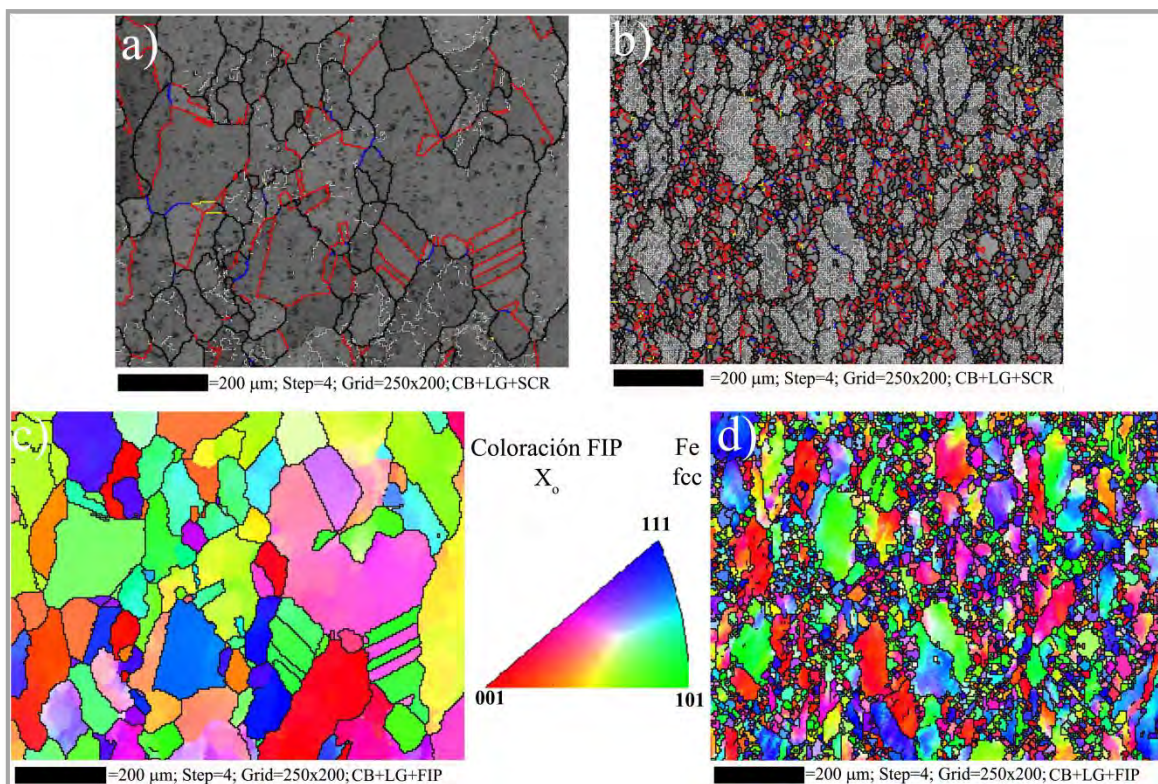 a)
b)
=200 µm; Step=4; Grid=250x200; CB+LG+SCR
=200 µm; Step=4; Grid=250x200; CB+LG+SCR
c)
Coloración FIP
X₀
Fe
fcc
d)
111
001
101
=200 µm; Step=4; Grid=250x200; CB+LG+FIP
=200 µm; Step=4; Grid=250x200; CB+LG+FIP